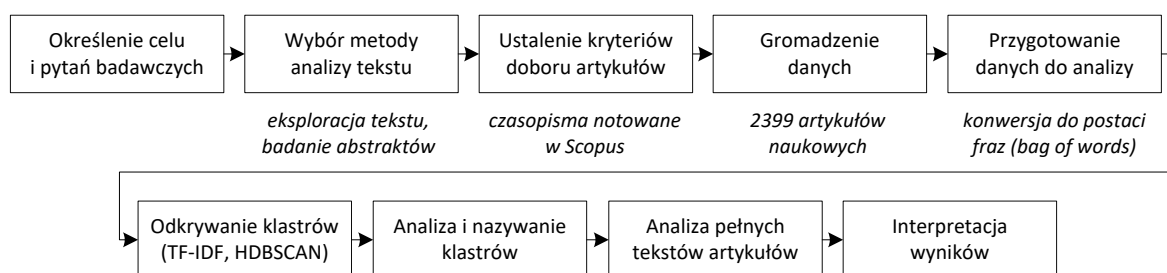 Określenie celu
i pytań badawczych
Wybór metody
analizy tekstu
Ustalenie kryteriów
doboru artykułów
Gromadzenie
danych
Przygotowanie
danych do analizy
eksploracja tekstu,
badanie abstraktów
czasopisma notowane
w Scopus
2399 artykułów
naukowych
konwersja do postaci
fraz (bag of words)
Odkrywanie klastrów
(TF-IDF, HDBSCAN)
Analiza i nazywanie
klastrów
Analiza pełnych
tekstów artykułów
Interpretacja
wyników